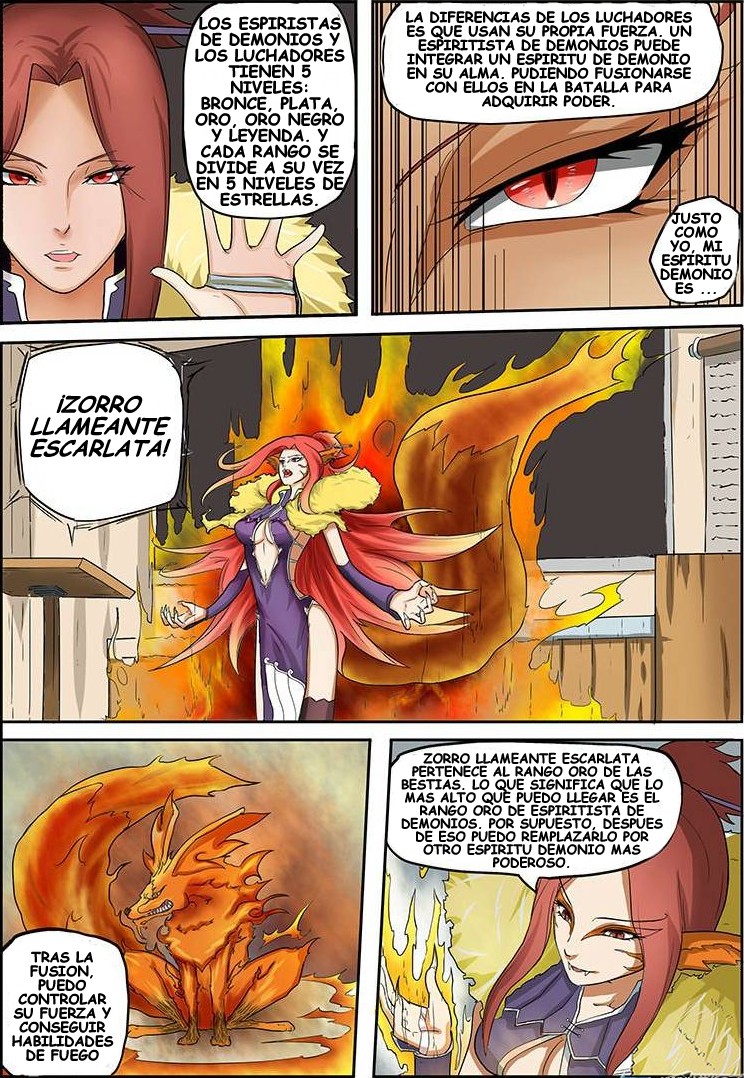 LOS ESPIRISTAS
DE DEMONIOS Y
LOS LUCHADORES
TIENEN 5
NIVELES:
BRONCE, PLATA,
ORO, ORO NEGRO
Y LEYENDA. Y
CADA RANGO SE
DIVIDE A SU VEZ
EN 5 NIVELES DE
ESTRELLAS.
LA DIFERENCIAS DE LOS LUCHADORES
ES QUE USAN SU PROPIA FUERZA. UN
ESPIRITISTA DE DEMONIOS PUEDE
INTEGRAR UN ESPIRITU DE DEMONIO
EN SU ALMA. PUDIENDO FUSIONARSE
CON ELLOS EN LA BATALLA PARA
ADQUIRIR PODER.
JUSTO
COMO
YO, MI
ESPÍRITU
DEMONIO
ES ...
¡ZORRO
LLAMEANTE
ESCARLATA!
TRAS LA
FUSION,
PUEDO
CONTROLAR
SU FUERZA Y
CONSEGUIR
HABILIDADES
DE FUEGO
ZORRO LLAMEANTE ESCARLATA
PERTENECE AL RANGO ORO DE LAS
BESTIAS. LO QUE SIGNIFICA QUE LO
MAS ALTO QUE PUEDO LLEGAR ES EL
RANGO ORO DE ESPIRITISTA DE
DEMONIOS. POR SUPUESTO, DESPUES
DE ESO PUEDO REMPLAZARLO POR
OTRO ESPIRITU DEMONIO MAS
PODEROSO.